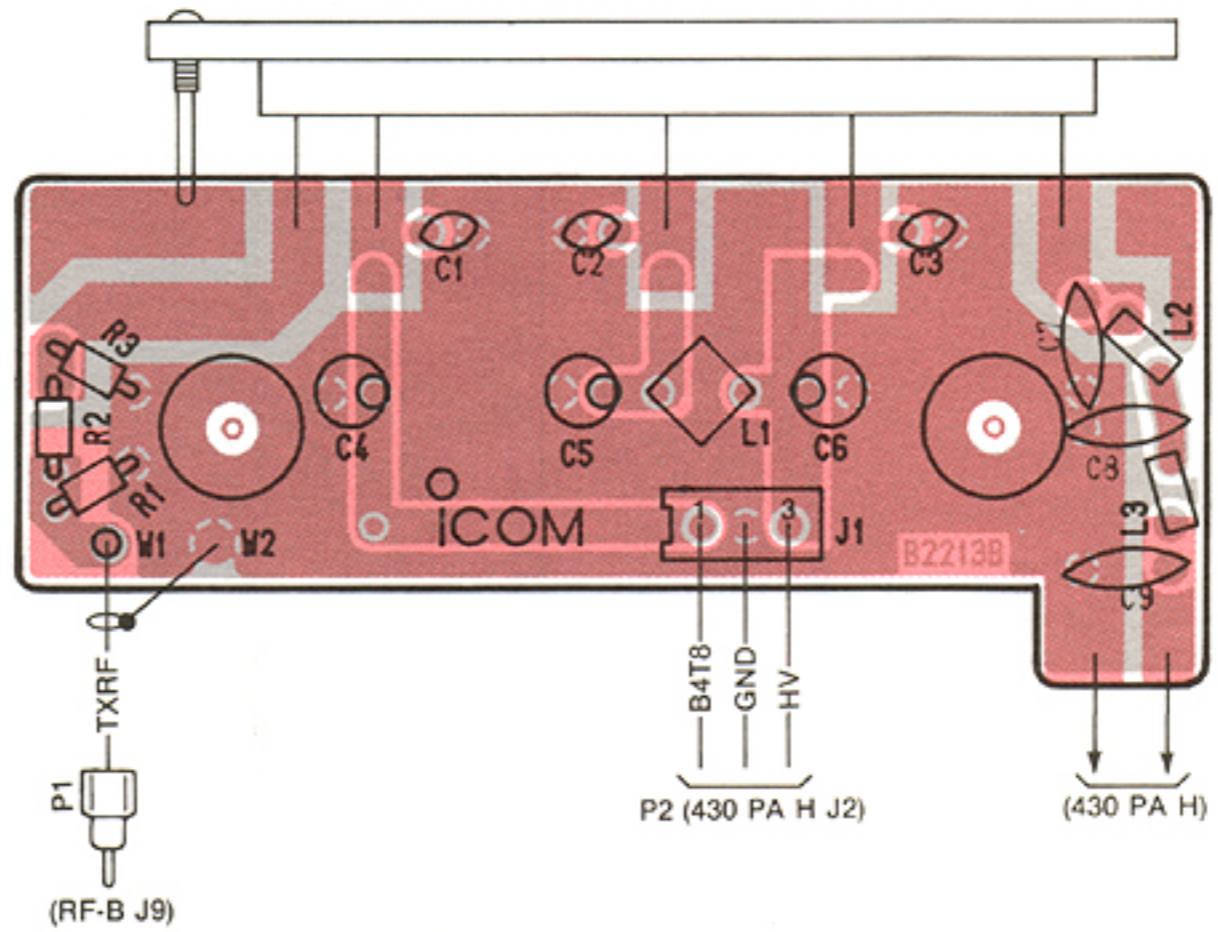 C1
C2
C3
R3
L2
R2
C4
C5
L1
C6
C8
R1
1
3
L3
iCOM
J1
B2213B
W1
W2
C9
TXRF
B4T8
GND
HV
P1
P2 (430 PA H J2)
(430 PA H)
(RF-B J9)